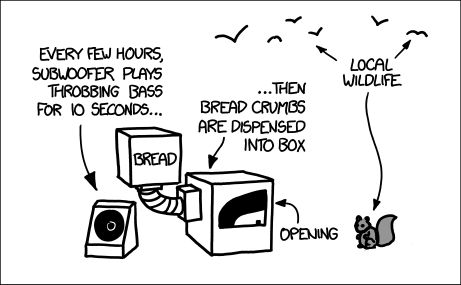 EVERY FEW HOURS,
SUBWOOFER PLAYS
THROBBING BASS
FOR 10 SECONDS...
...THEN
BREAD CRUMBS
ARE DISPENSED
INTO BOX
LOCAL
WILDLIFE
BREAD
OPENING